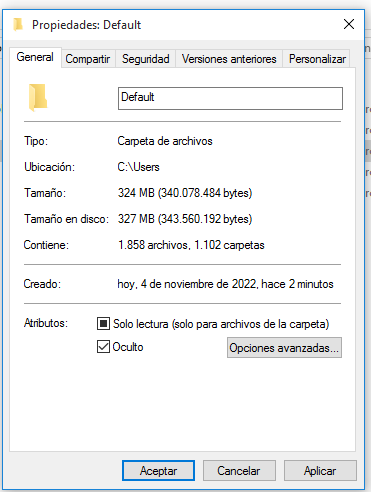 Propiedades: Default
General Compartir Seguridad Versiones anteriores Personalizar
Default
Tipo: Carpeta de archivos
Ubicación: C:\Users
Tamaño: 324 MB (340.078.484 bytes)
Tamaño en disco: 327 MB (343.560.192 bytes)
Contiene: 1.858 archivos, 1.102 carpetas
Creado: hoy, 4 de noviembre de 2022, hace 2 minutos
Atributos: Solo lectura (solo para archivos de la carpeta)
Oculto Opciones avanzadas...
Aceptar Cancelar Aplicar